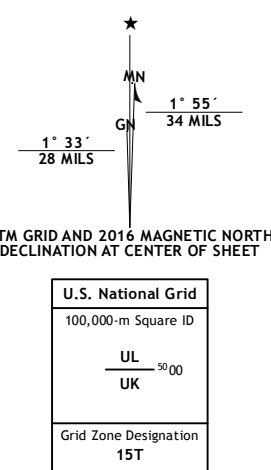 ★
MN
1° 55´
34 MILS
GN
1° 33´
28 MILS
TM GRID AND 2016 MAGNETIC NORTH
DECLINATION AT CENTER OF SHEET
U.S. National Grid
100,000-m Square ID
UL
5000
UK
Grid Zone Designation
15T